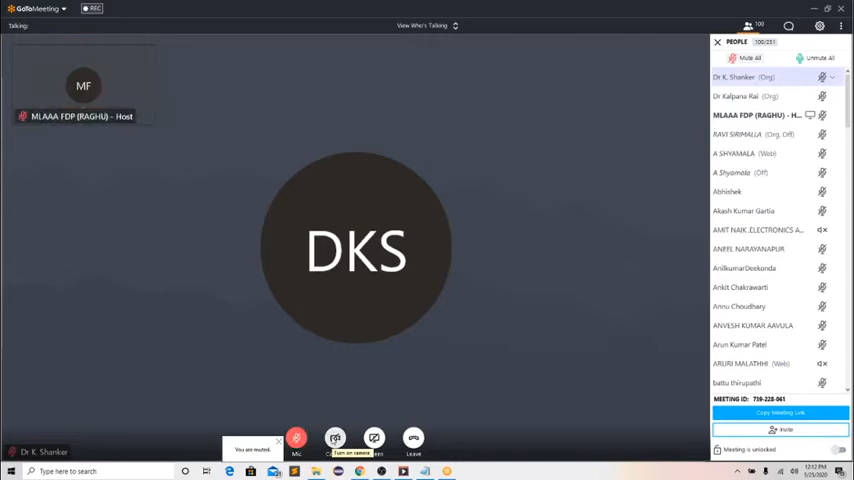 GoToMeeting
REC
Talking:
View Who's Talking
100
PEOPLE 100/231
Mute All
Unmute All
Dr K. Shanker (Org)
Dr Kalpana Rai (Org)
MLAAA FDP (RAGHU) - H...
RAVI SIRIMALLA (Org, Off)
A SHYAMALA (Web)
A Shyamala (Off)
Abhishek
Akash Kumar Gartia
AMIT NAIK ,ELECTRONICS A...
ANEEL NARAYANAPUR
AnilkumarDeekonda
Ankit Chakrawarti
Annu Choudhary
ANVESH KUMAR AAVULA
Arun Kumar Patel
ARURI MALATHHI (Web)
battu thirupathi
MEETING ID: 739-228-061
Copy Meeting Link
Invite
Meeting is unlocked
MF
MLAAA FDP (RAGHU) - Host
DKS
Dr K. Shanker
You are muted.
Mic
Turn on camera
Leave
Type here to search
12:12 PM
5/25/2020